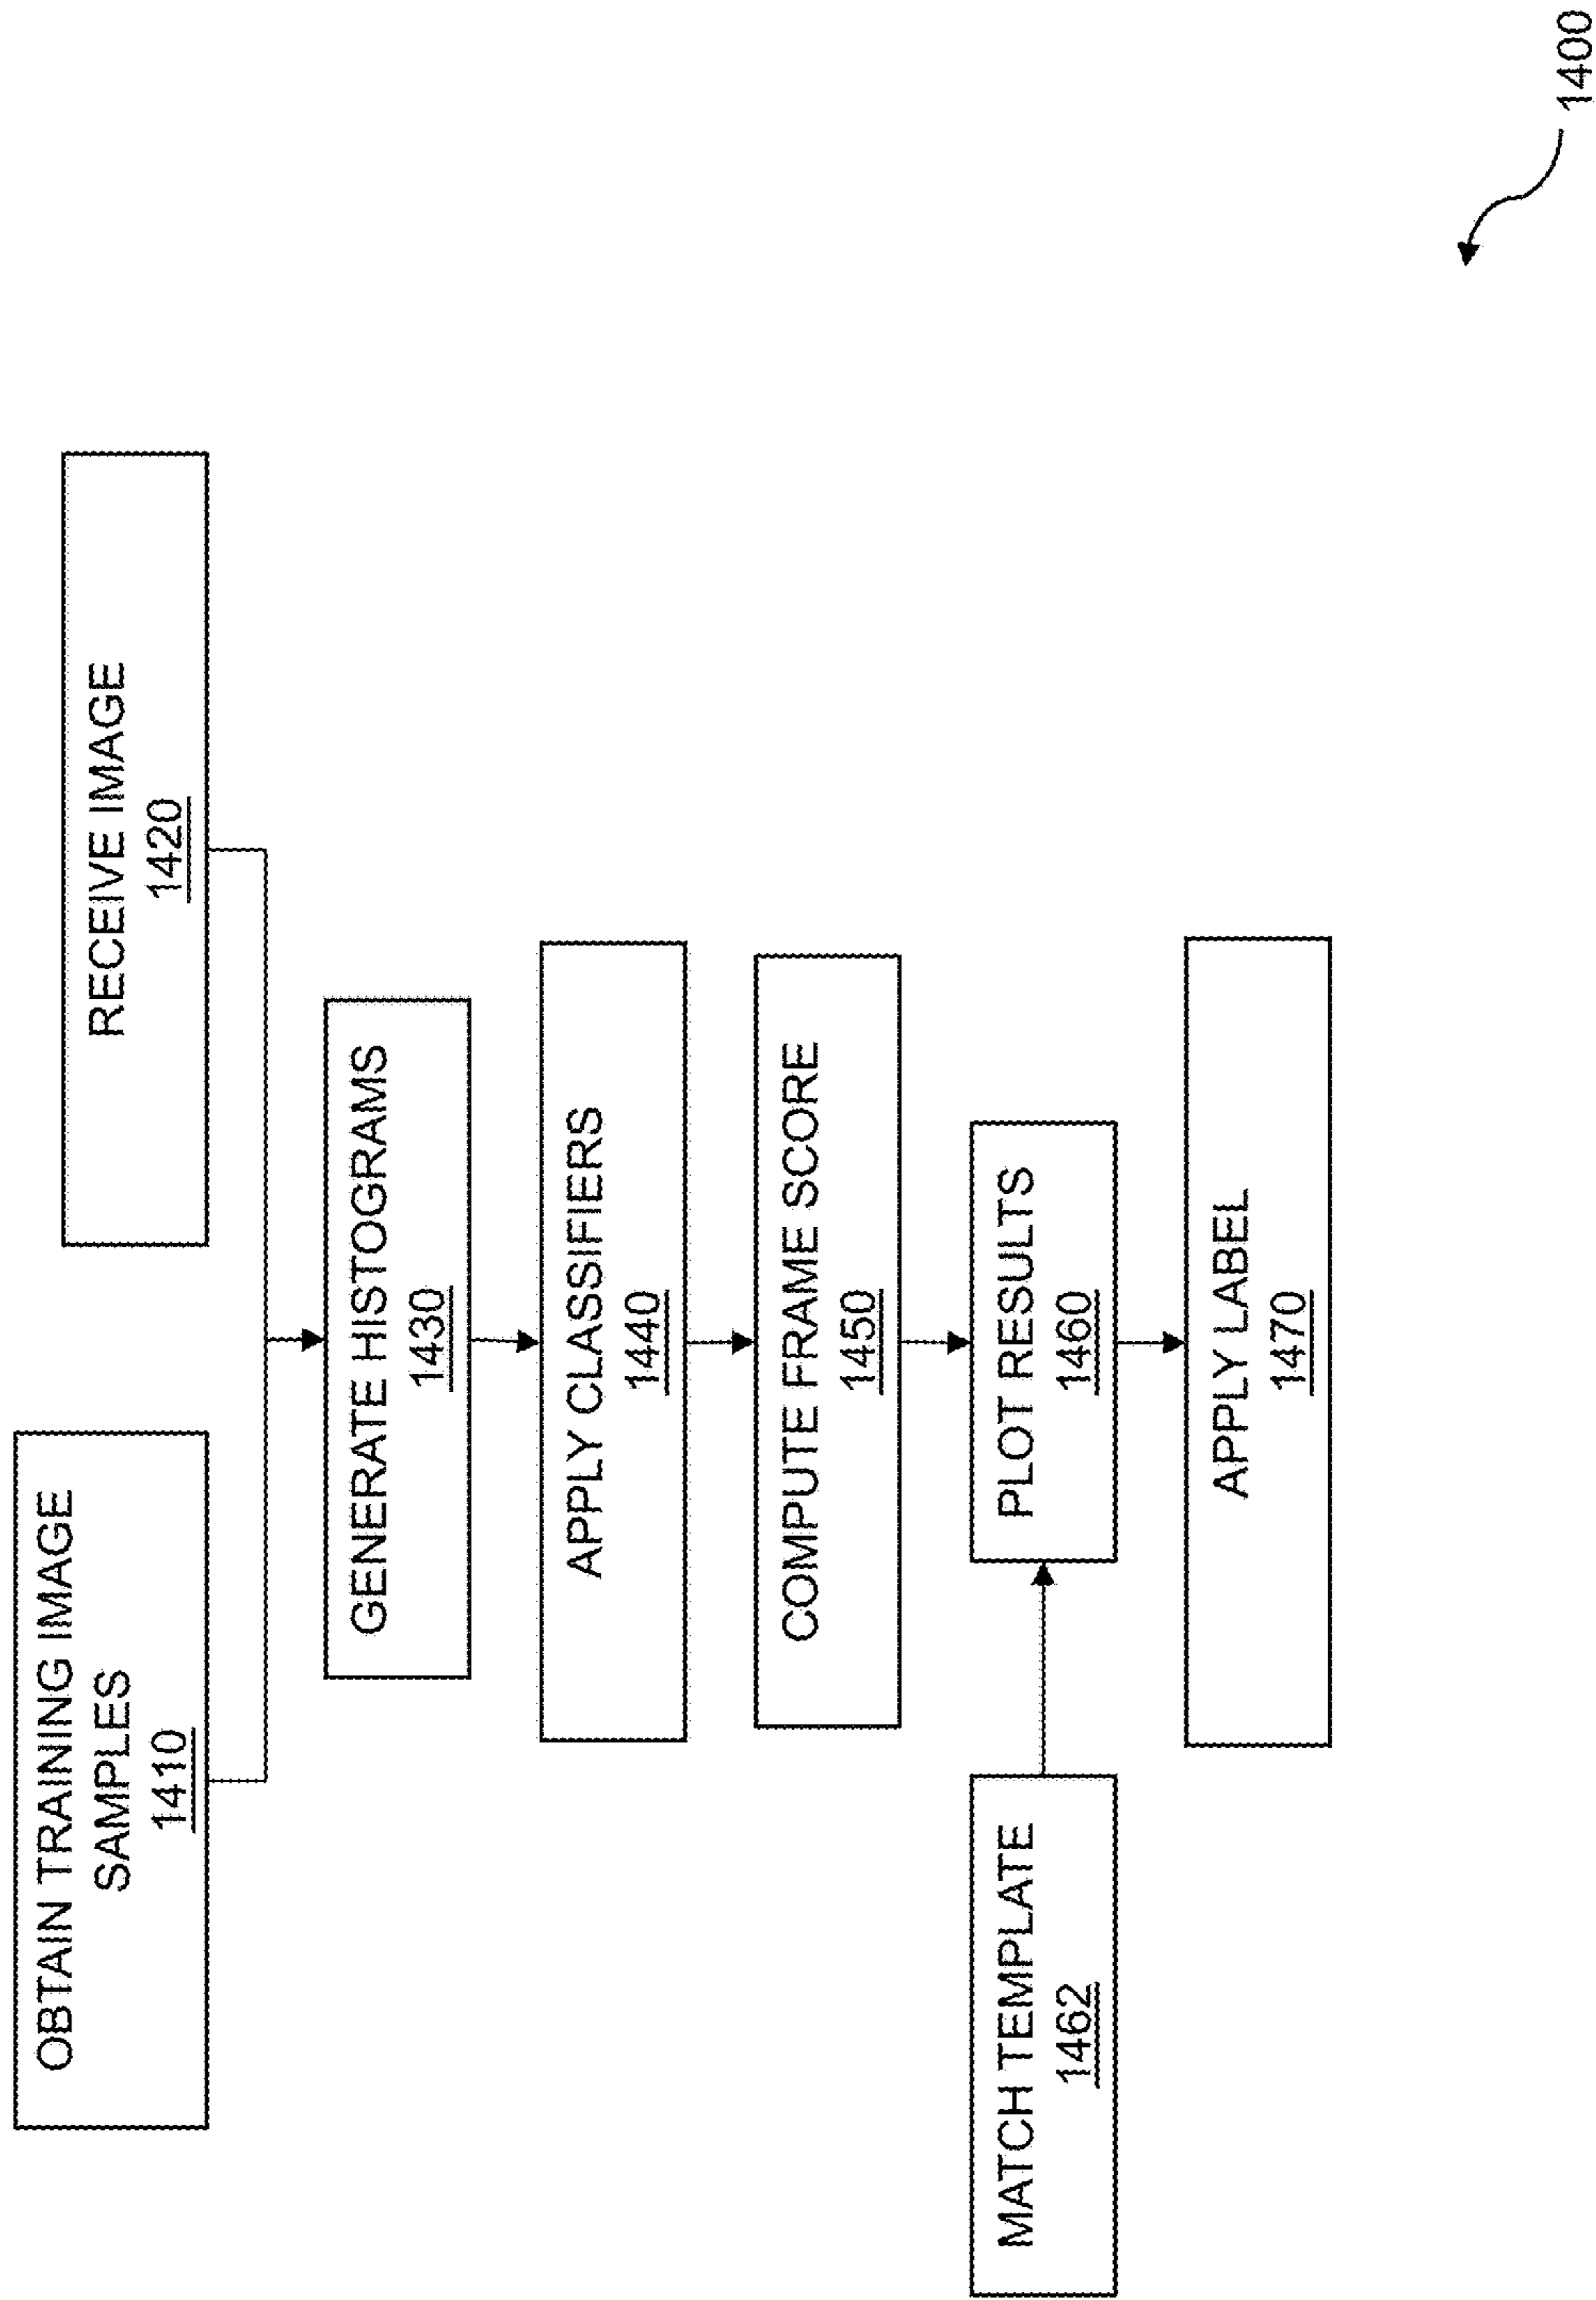 OBTAIN TRAINING IMAGE
SAMPLES
1410
RECEIVE IMAGE
1420
GENERATE HISTOGRAMS
1430
APPLY CLASSIFIERS
1440
COMPUTE FRAME SCORE
1450
MATCH TEMPLATE
1462
PLOT RESULTS
1460
APPLY LABEL
1470
1400